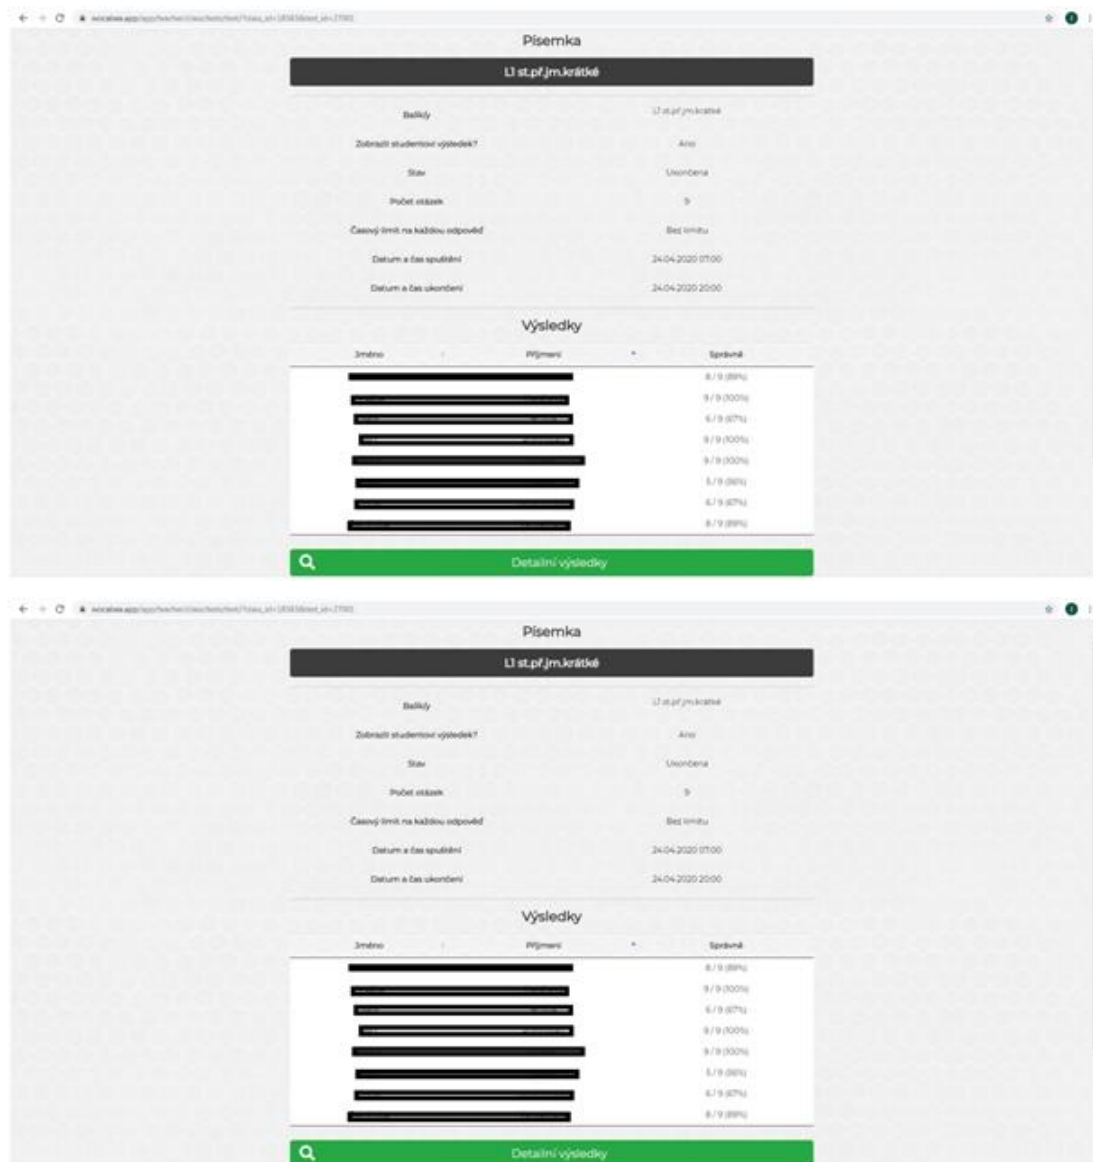 Písemka
L1 st.př.jm.krátké
Balíkly L1 st.př.jm.krátké
Zobrazit studentovi výsledek? Ano
Stav Ukončena
Počet otázek 9
Časový limit na každou odpověď Bez limitu
Datum a čas spuštění 24.04.2020 07:00
Datum a čas ukončení 24.04.2020 20:00
Výsledky
Jméno Příjmení Správně
8 / 9 (89%)
9 / 9 (100%)
6 / 9 (67%)
9 / 9 (100%)
9 / 9 (100%)
5 / 9 (56%)
6 / 9 (67%)
8 / 9 (89%)
Detailní výsledky
Písemka
L1 st.př.jm.krátké
Balíkly L1 st.př.jm.krátké
Zobrazit studentovi výsledek? Ano
Stav Ukončena
Počet otázek 9
Časový limit na každou odpověď Bez limitu
Datum a čas spuštění 24.04.2020 07:00
Datum a čas ukončení 24.04.2020 20:00
Výsledky
Jméno Příjmení Správně
8 / 9 (89%)
9 / 9 (100%)
6 / 9 (67%)
9 / 9 (100%)
9 / 9 (100%)
5 / 9 (56%)
6 / 9 (67%)
8 / 9 (89%)
Detailní výsledky